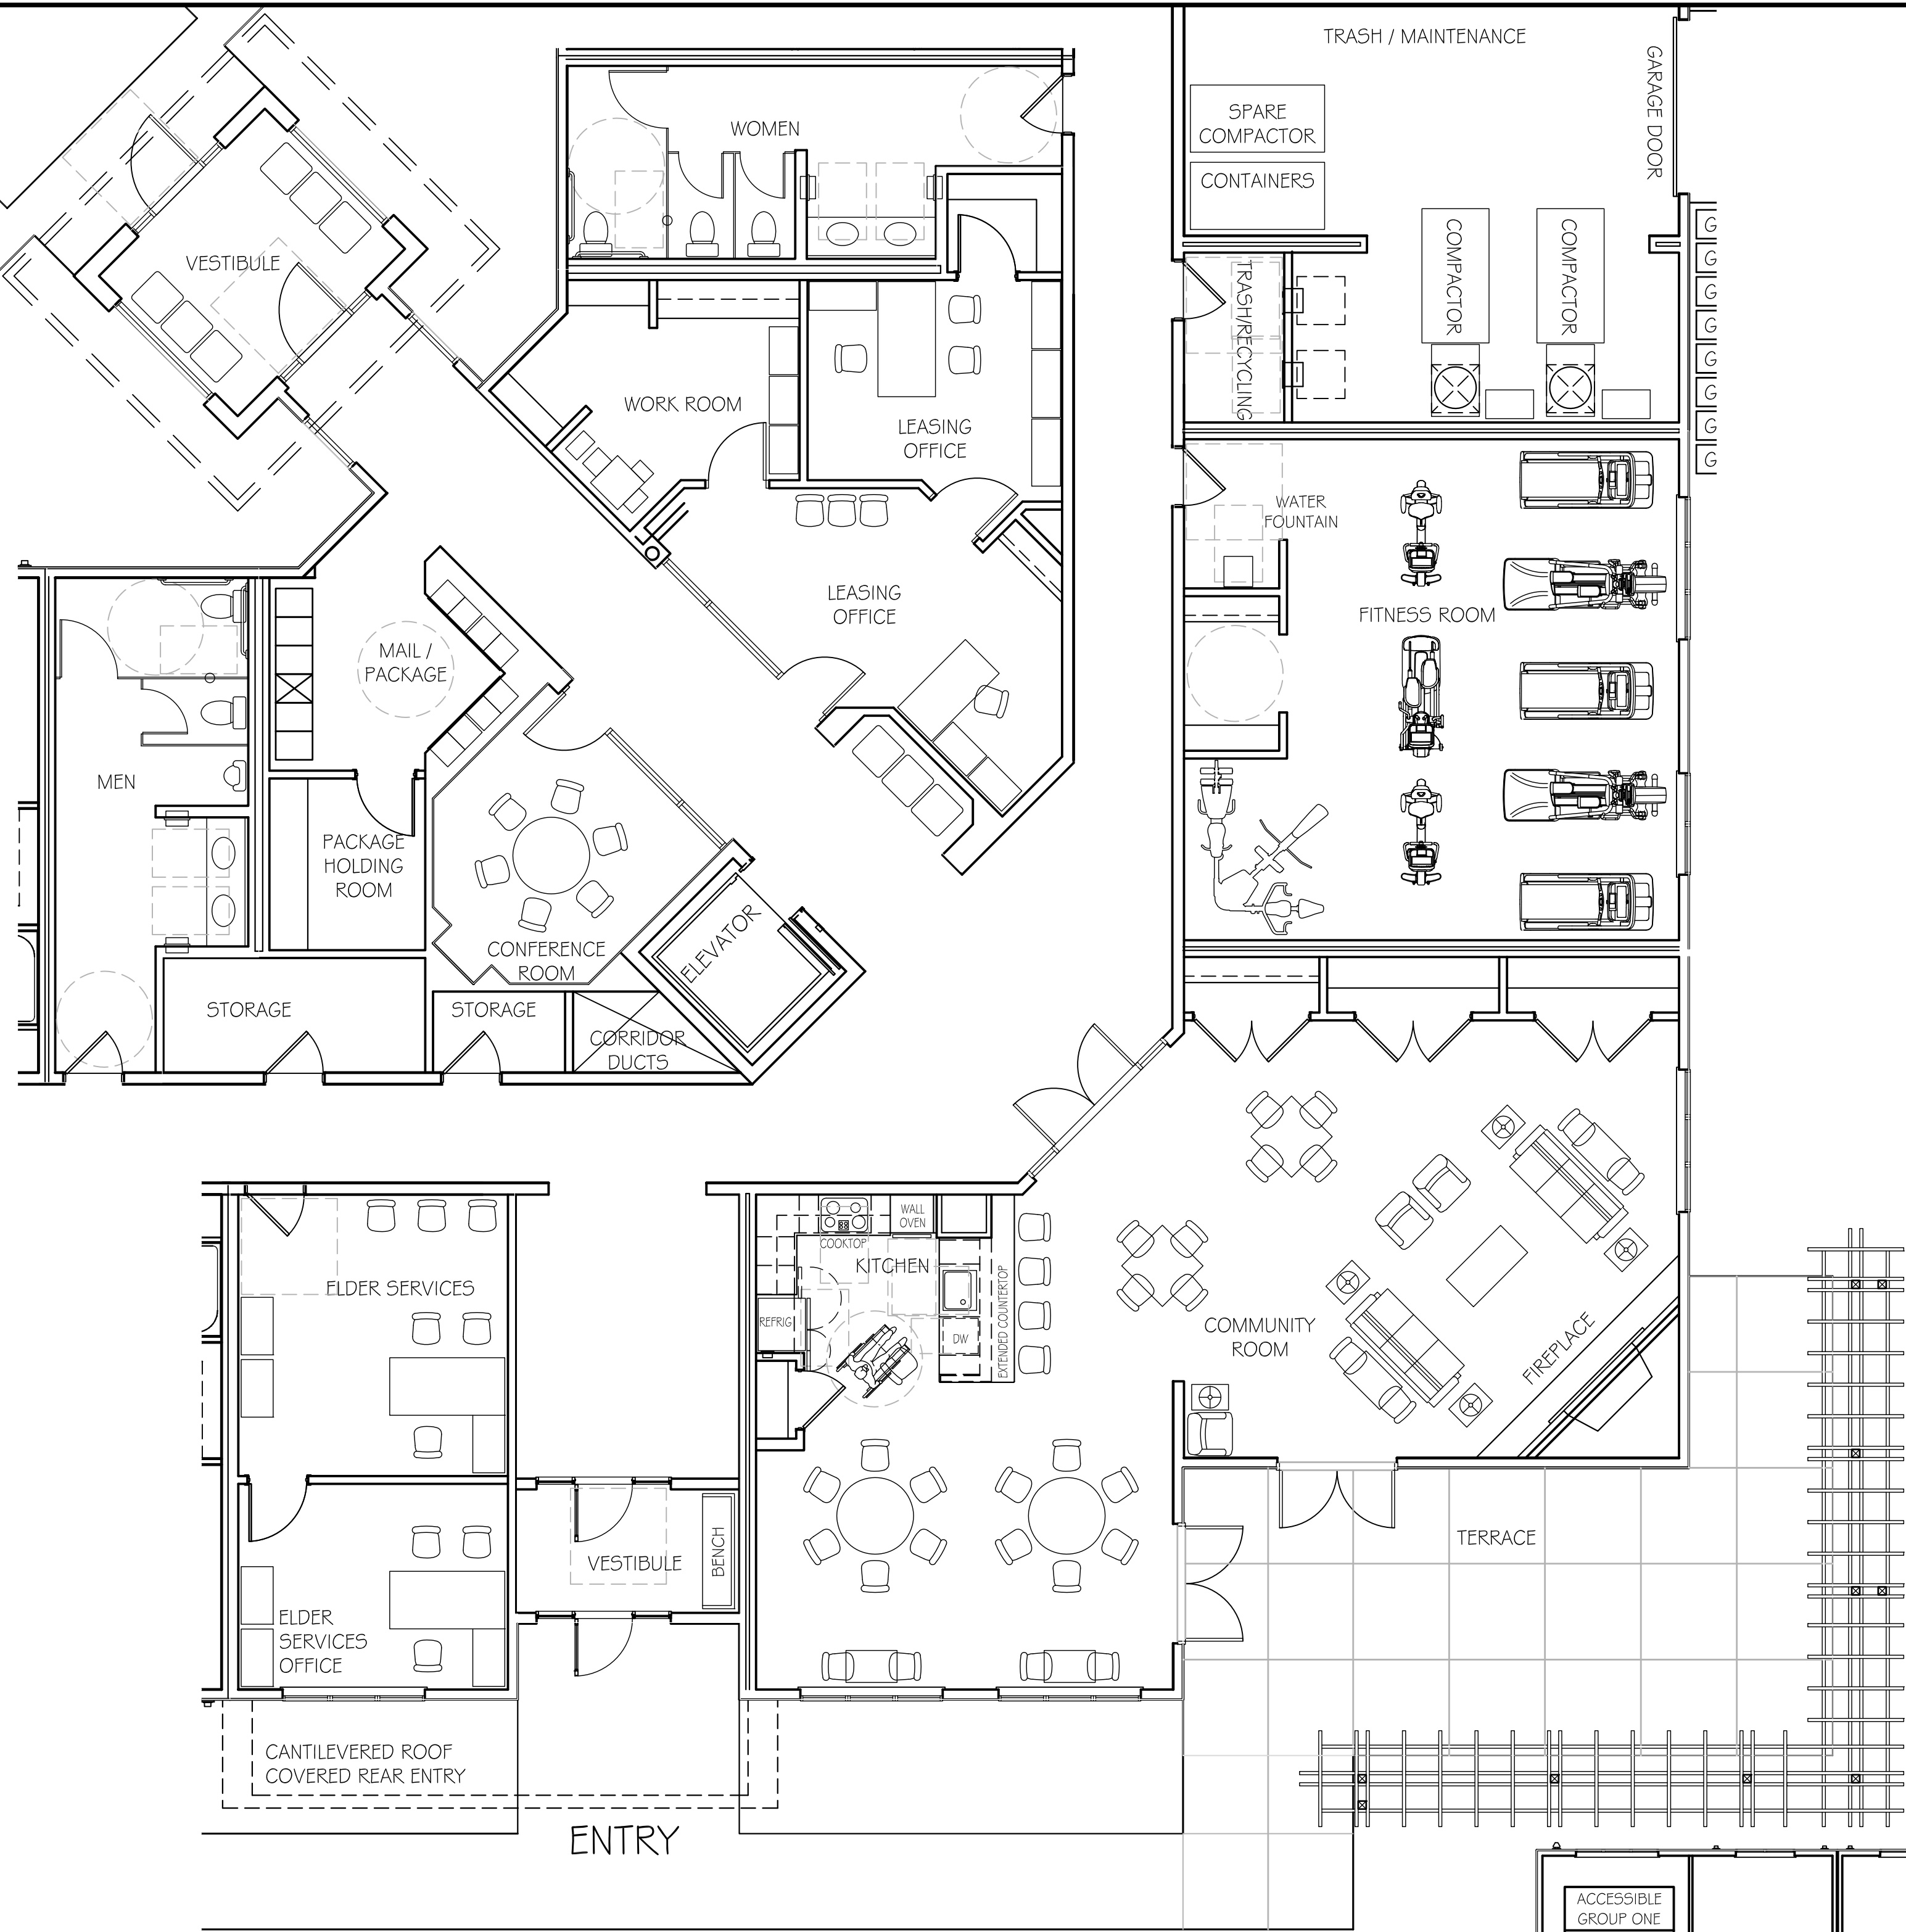 TRASH / MAINTENANCE
GARAGE DOOR
SPARE
COMPACTOR
CONTAINERS
WOMEN
VESTIBULE
COMPACTOR
COMPACTOR
G
G
G
G
G
G
G
G
TRASH/RECYCLING
WORK ROOM
LEASING
OFFICE
WATER
FOUNTAIN
LEASING
OFFICE
FITNESS ROOM
MAIL /
PACKAGE
MEN
PACKAGE
HOLDING
ROOM
CONFERENCE
ROOM
ELEVATOR
STORAGE
STORAGE
CORRIDOR
DUCTS
WALL
OVEN
COOKTOP
KITCHEN
ELDER SERVICES
REFRIG
DW
EXTENDED COUNTERTOP
COMMUNITY
ROOM
FIREPLACE
TERRACE
VESTIBULE
BENCH
ELDER
SERVICES
OFFICE
CANTILEVERED ROOF
COVERED REAR ENTRY
ENTRY
ACCESSIBLE
GROUP ONE